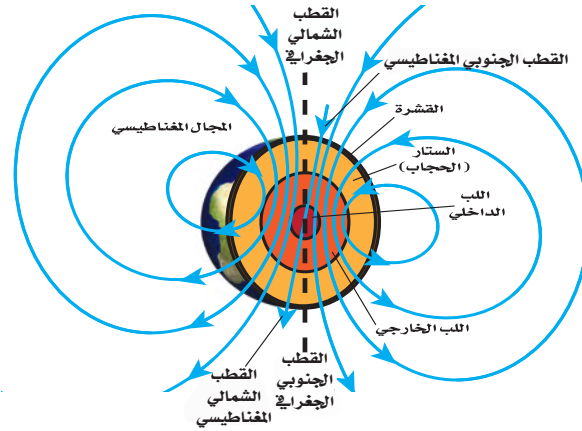 القطب
الشمالي
الجغرافي
القطب الجنوبي المغناطيسي
القشرة
المجال المغناطيسي
الستار
(الحجاب)
اللب
الداخلي
اللب الخارجي
القطب
الجنوبي
الجغرافي
القطب
الشمالي
المغناطيسي